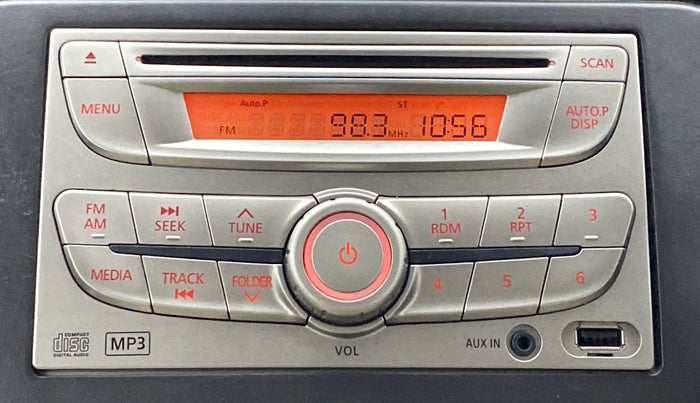 SCAN
MENU
Auto.P ST
FM 98.3 MHz 10:56
AUTO.P
DISP
FM
AM
SEEK
TUNE
1
RDM
2
RPT
3
MEDIA
TRACK
FOLDER
4
5
6
COMPACT
disc
DIGITAL AUDIO
MP3
VOL
AUX IN